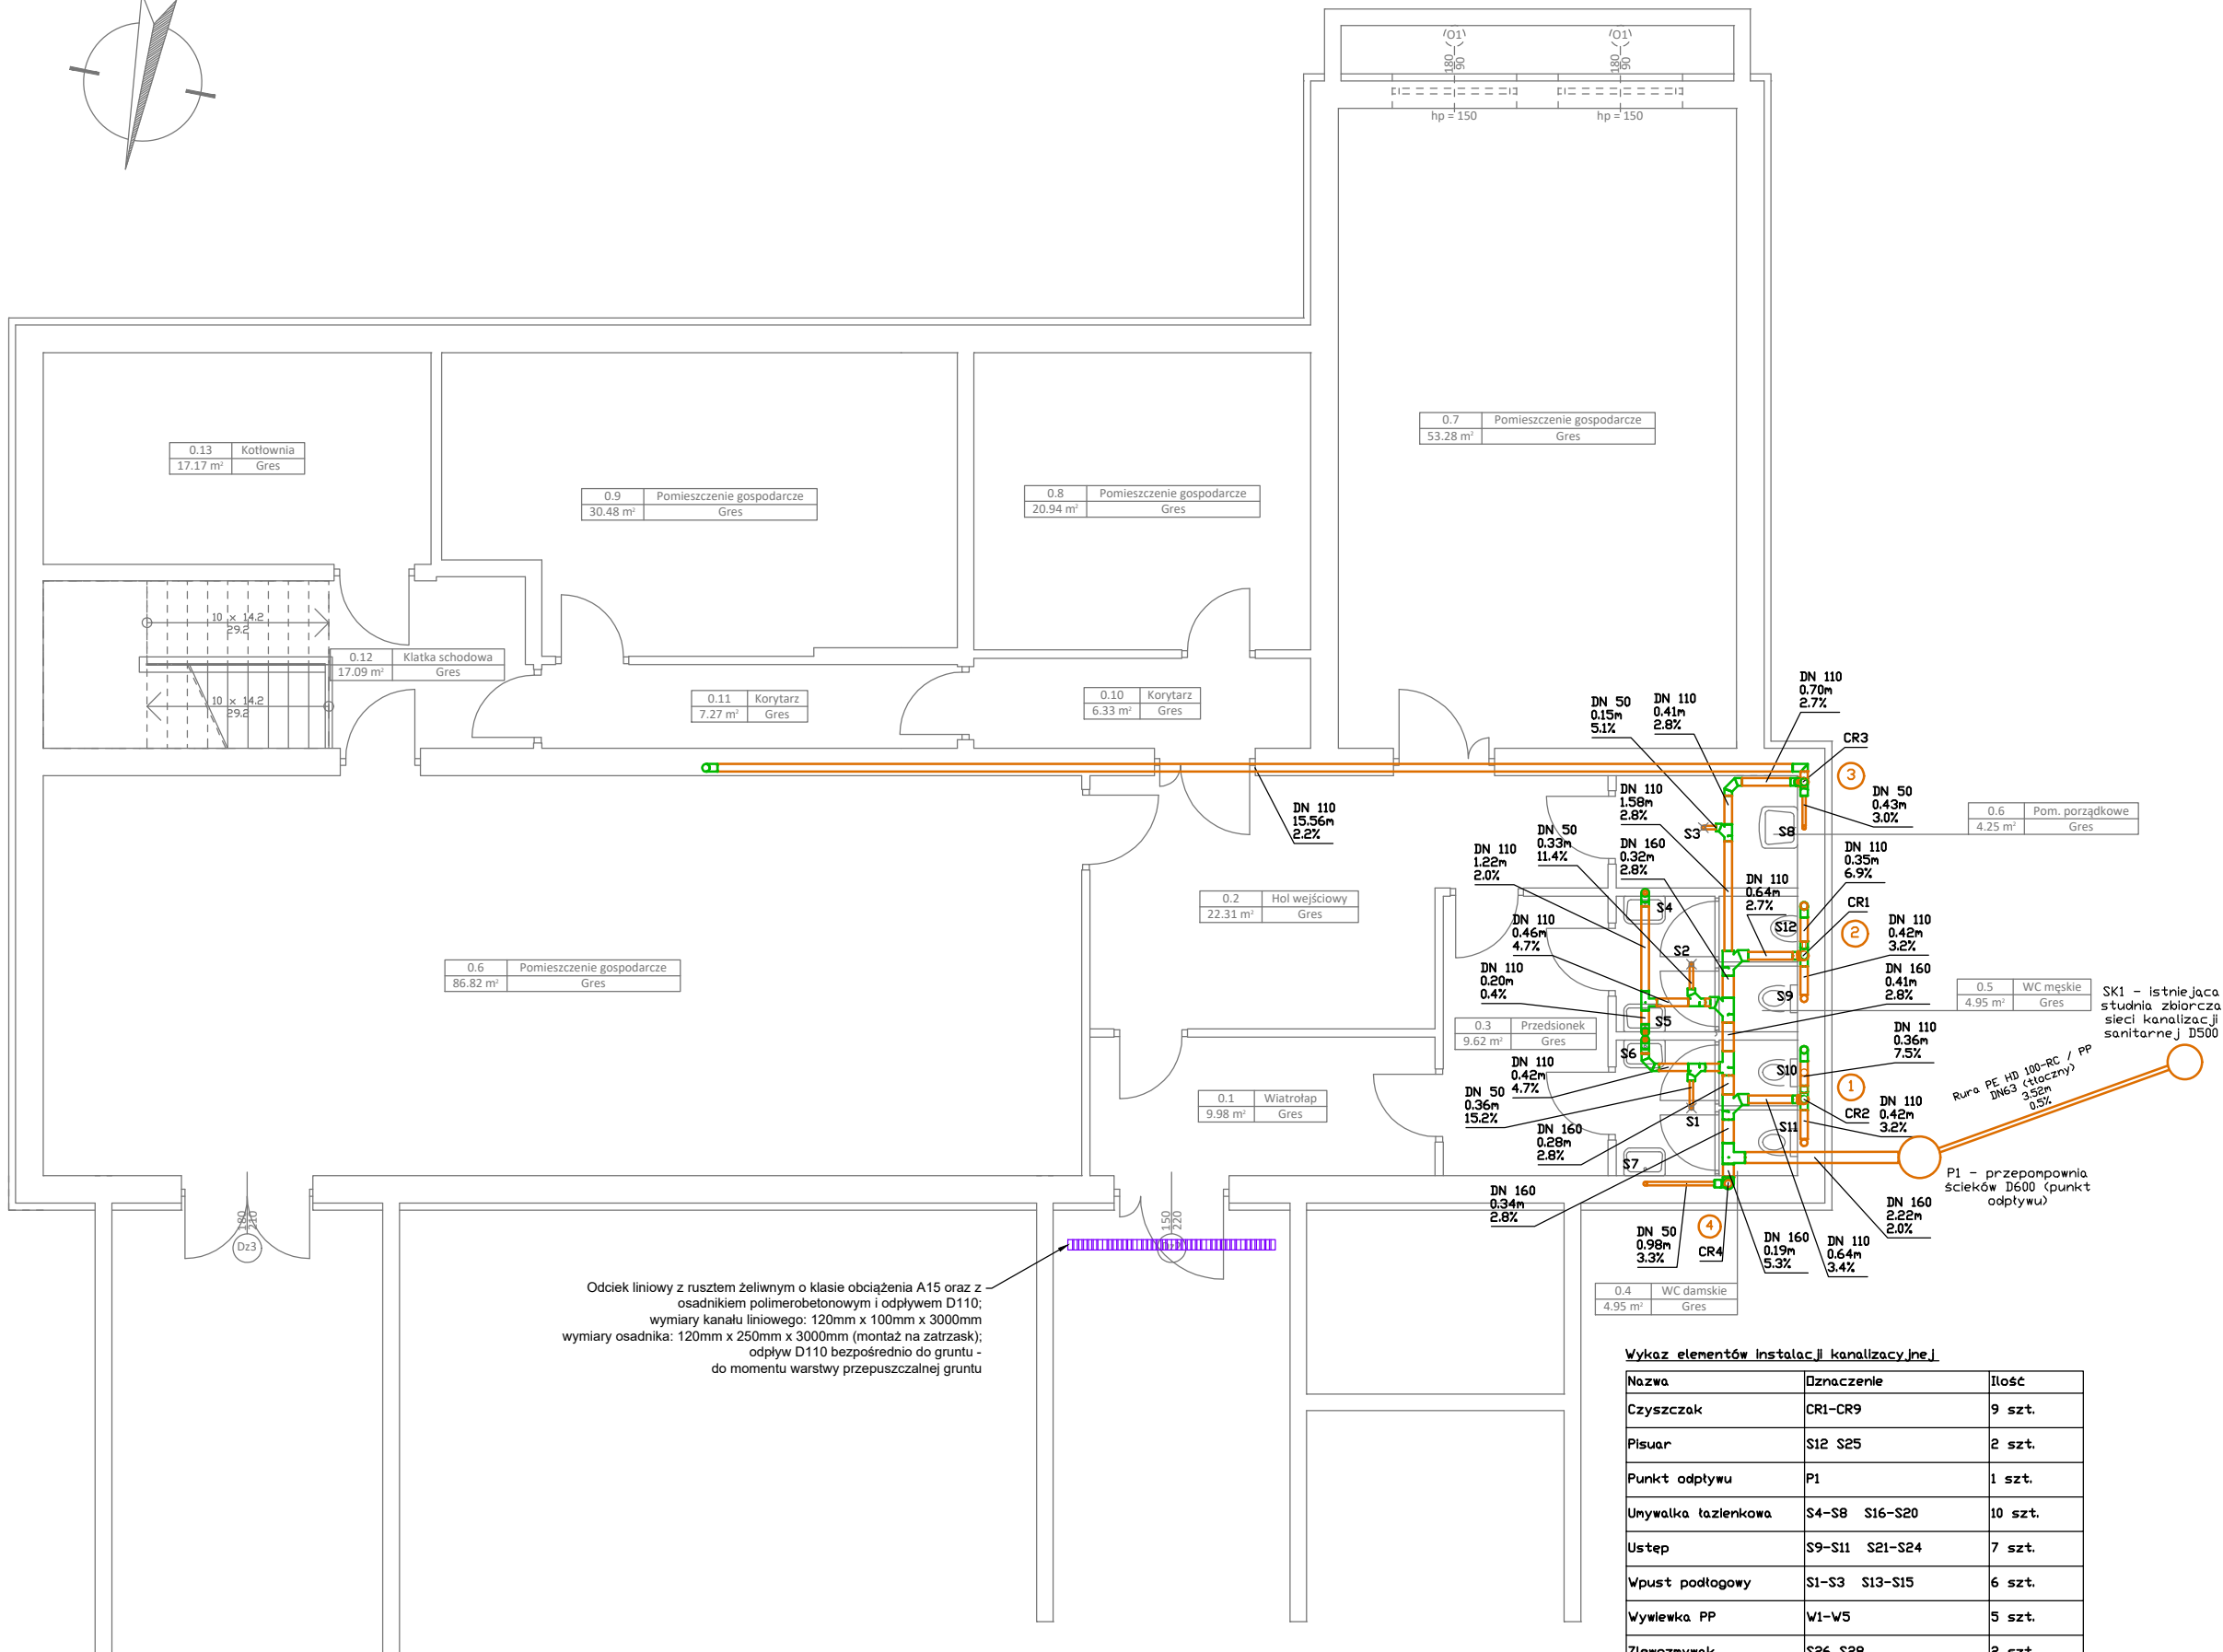 O1
180
90
O1
180
90
hp = 150
hp = 150
0.13 Kotłownia
17.17 m² Gres
0.9 Pomieszczenie gospodarcze
30.48 m² Gres
0.8 Pomieszczenie gospodarcze
20.94 m² Gres
0.7 Pomieszczenie gospodarcze
53.28 m² Gres
10 x 14.2
29.2
0.12 Klatka schodowa
17.09 m² Gres
10 x 14.2
29.2
0.11 Korytarz
7.27 m² Gres
0.10 Korytarz
6.33 m² Gres
DN 110
15.56m
2.2%
DN 50
0.15m
5.1%
DN 110
0.41m
2.8%
DN 110
0.70m
2.7%
CR3
3
DN 50
0.43m
3.0%
0.6 Pom. porządkowe
4.25 m² Gres
DN 110
1.58m
2.8%
S3
S8
DN 50
0.33m
11.4%
DN 160
0.32m
2.8%
DN 110
1.22m
2.0%
DN 110
0.35m
6.9%
DN 110
0.64m
2.7%
CR1
0.2 Hol wejściowy
22.31 m² Gres
S4
S12
2
DN 110
0.46m
4.7%
DN 110
0.42m
3.2%
S2
DN 110
0.20m
0.4%
DN 160
0.41m
2.8%
0.6 Pomieszczenie gospodarcze
86.82 m² Gres
S9
0.5 WC męskie
4.95 m² Gres
SK1 - istniejąca
studnia zbiorcza
sieci kanalizacji
sanitarnej D500
0.3 Przedsionek
9.62 m² Gres
S5
S6
DN 110
0.36m
7.5%
DN 110
0.42m
4.7%
S10
1
Rura PE HD 100-RC / PP
DN63 (tłoczny)
3.52m
0.5%
0.1 Wiatrołap
9.98 m² Gres
DN 50
0.36m
15.2%
S1
CR2
DN 110
0.42m
3.2%
DN 160
0.28m
2.8%
S11
S7
P1 - przepompownia
ścieków D600 (punkt
odpływu)
DN 160
0.34m
2.8%
DN 160
2.22m
2.0%
180
210
Dz3
150
220
DN 50
0.98m
3.3%
4
CR4
DN 160
0.19m
5.3%
DN 110
0.64m
3.4%
0.4 WC damskie
4.95 m² Gres
Odciek liniowy z rusztem żeliwnym o klasie obciążenia A15 oraz z
osadnikiem polimerobetonowym i odpływem D110;
wymiary kanału liniowego: 120mm x 100mm x 3000mm
wymiary osadnika: 120mm x 250mm x 3000mm (montaż na zatrzask);
odpływ D110 bezpośrednio do gruntu -
do momentu warstwy przepuszczalnej gruntu
Wykaz elementów instalacji kanalizacyjnej
Nazwa Oznaczenie Ilość
Czyszczak CR1-CR9 9 szt.
Pisuar S12 S25 2 szt.
Punkt odpływu P1 1 szt.
Umywalka łazienkowa S4-S8 S16-S20 10 szt.
Ustęp S9-S11 S21-S24 7 szt.
Wpust podłogowy S1-S3 S13-S15 6 szt.
Wywiewka PP W1-W5 5 szt.
Zlewozmywak S26 S28 2 szt.